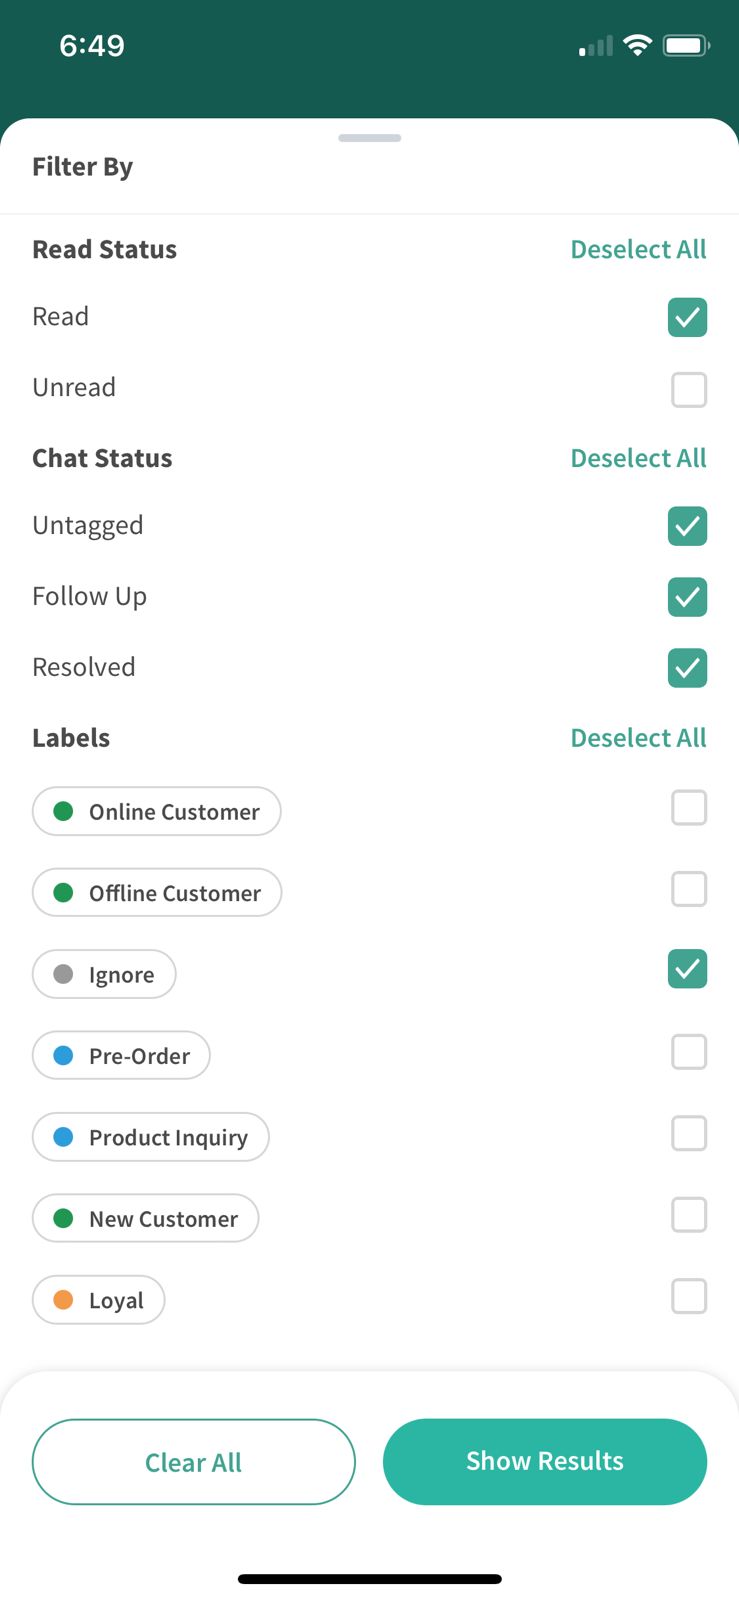 6:49
Filter By
Read Status Deselect All
Read
Unread
Chat Status Deselect All
Untagged
Follow Up
Resolved
Labels Deselect All
Online Customer
Offline Customer
Ignore
Pre-Order
Product Inquiry
New Customer
Loyal
Clear All Show Results